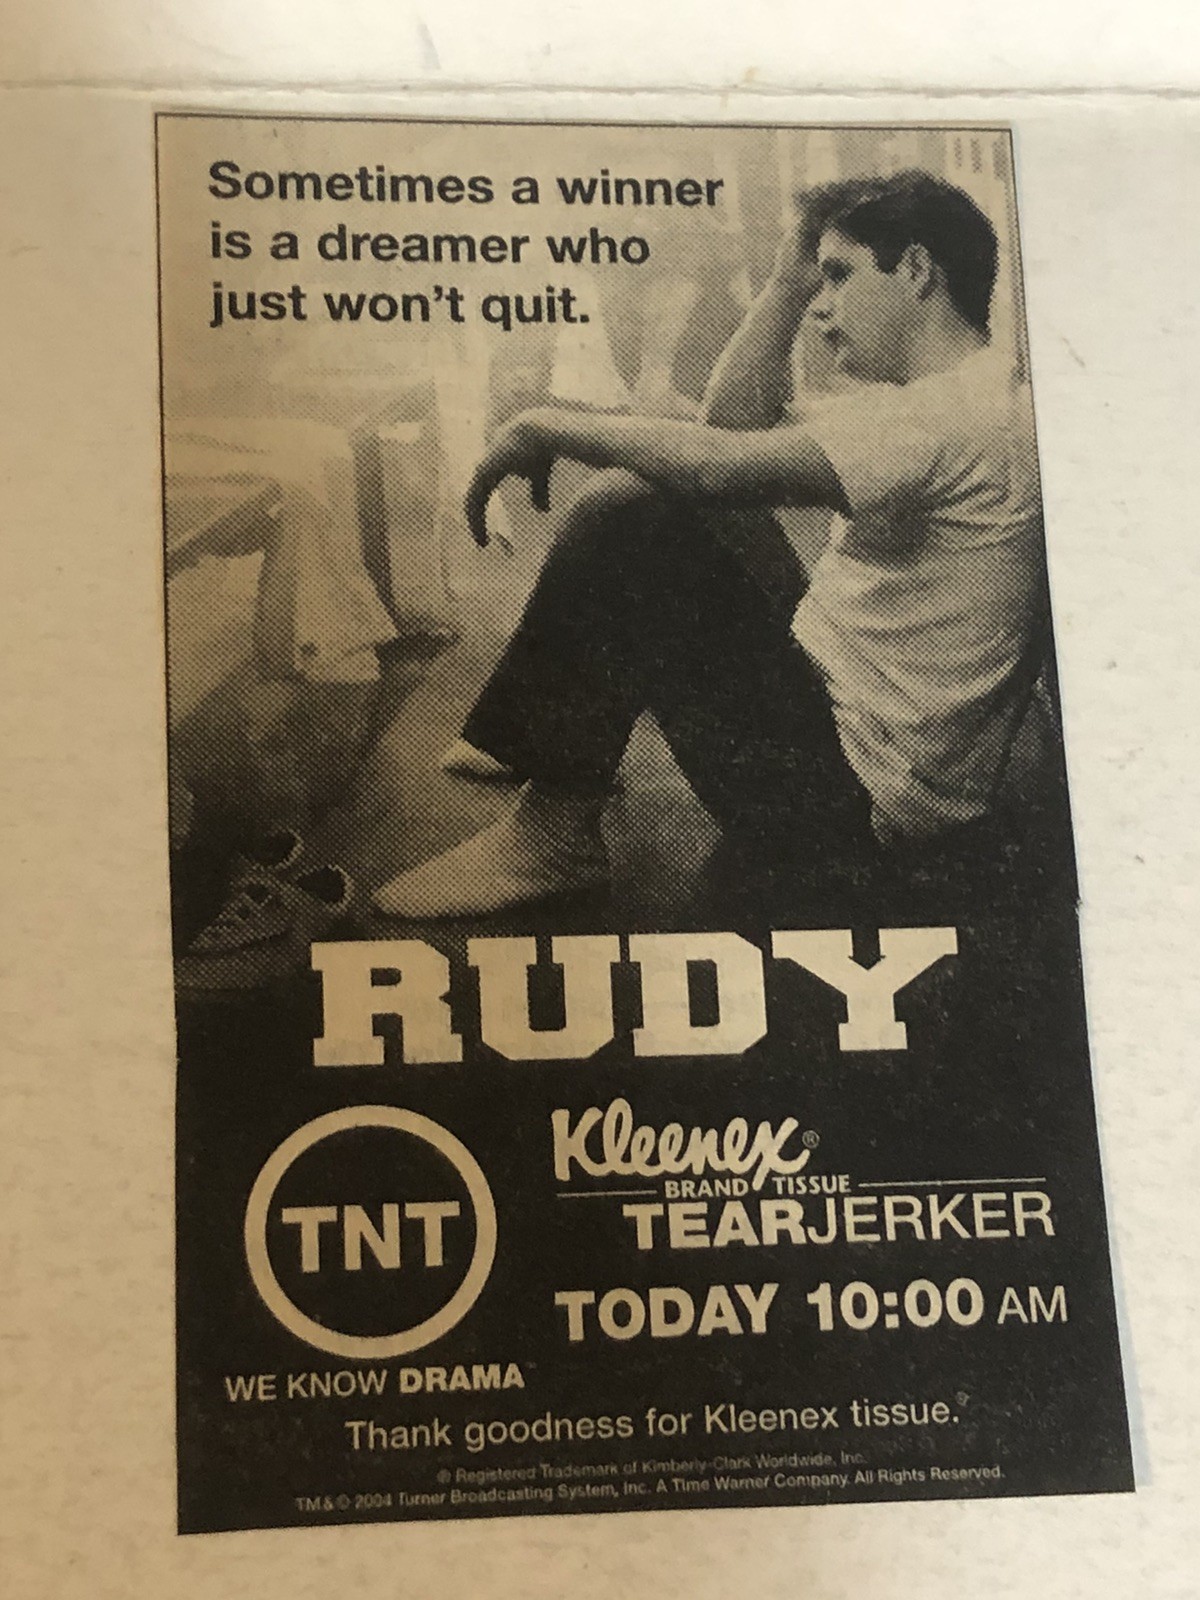 Sometimes a winner
is a dreamer who
just won't quit.
RUDY
Kleenex®
BRAND TISSUE
TEARJERKER
TNT
TODAY 10:00 AM
WE KNOW DRAMA™
Thank goodness for Kleenex tissue.®
® Registered Trademark of Kimberly-Clark Worldwide, Inc.
TM & © 2004 Turner Broadcasting System, Inc. A Time Warner Company. All Rights Reserved.